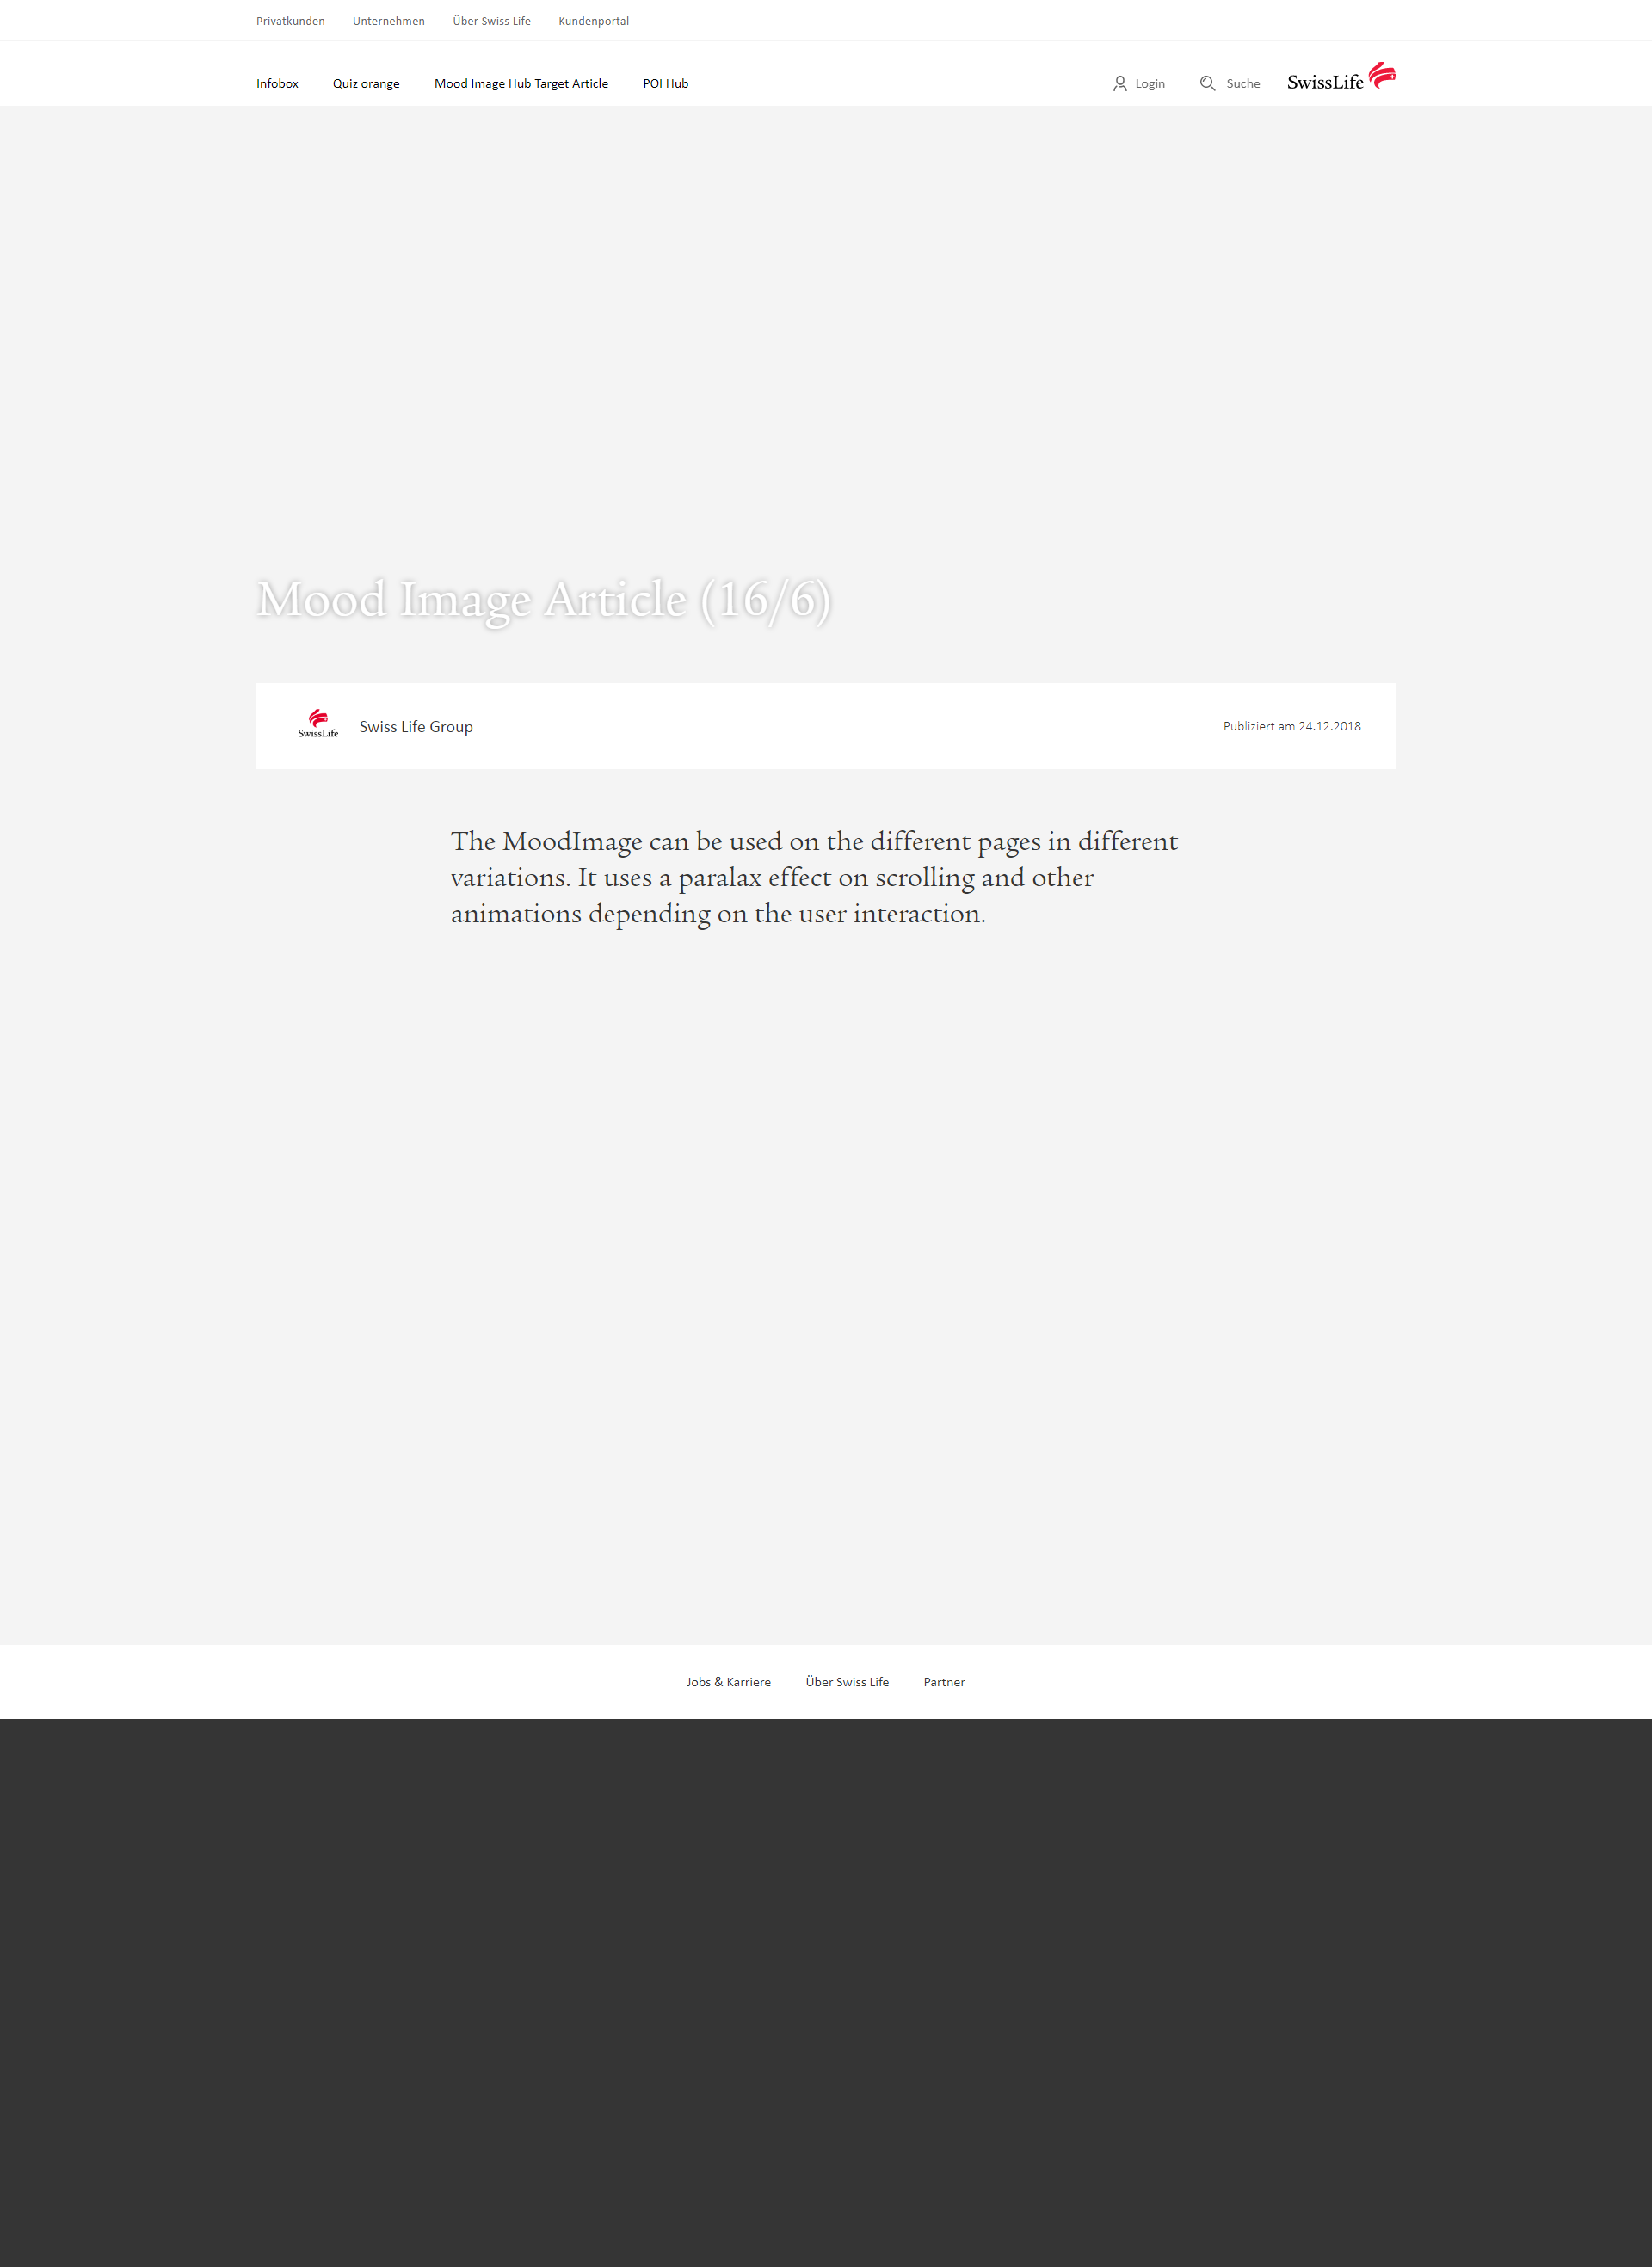 Privatkunden Unternehmen Über Swiss Life Kundenportal
Infobox Quiz orange Mood Image Hub Target Article POI Hub Login Suche SwissLife
Mood Image Article (16/6)
SwissLife Swiss Life Group Publiziert am 24.12.2018
The MoodImage can be used on the different pages in different
variations. It uses a paralax effect on scrolling and other
animations depending on the user interaction.
Jobs & Karriere Über Swiss Life Partner